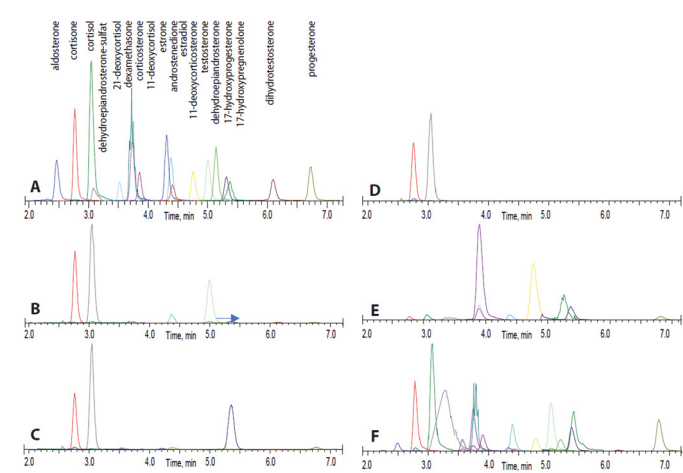 aldosterone
cortisone
cortisol
dehydroepiandrosterone-sulfat
21-deoxycortisol
dexamethasone
corticosterone
11-deoxycortisol
estrone
androstenedione
estradiol
11-deoxycorticosterone
testosterone
dehydroepiandrosterone
17-hydroxyprogesterone
17-hydroxypregnendone
dihydrotestosterone
progesterone
A
2.0 3.0 4.0 5.0 6.0 7.0
Time, min
B
2.0 3.0 4.0 5.0 6.0 7.0
Time, min
C
2.0 3.0 4.0 5.0 6.0 7.0
Time, min
D
2.0 3.0 4.0 5.0 6.0 7.0
Time, min
E
2.0 3.0 4.0 5.0 6.0 7.0
Time, min
F
2.0 3.0 4.0 5.0 6.0 7.0
Time, min